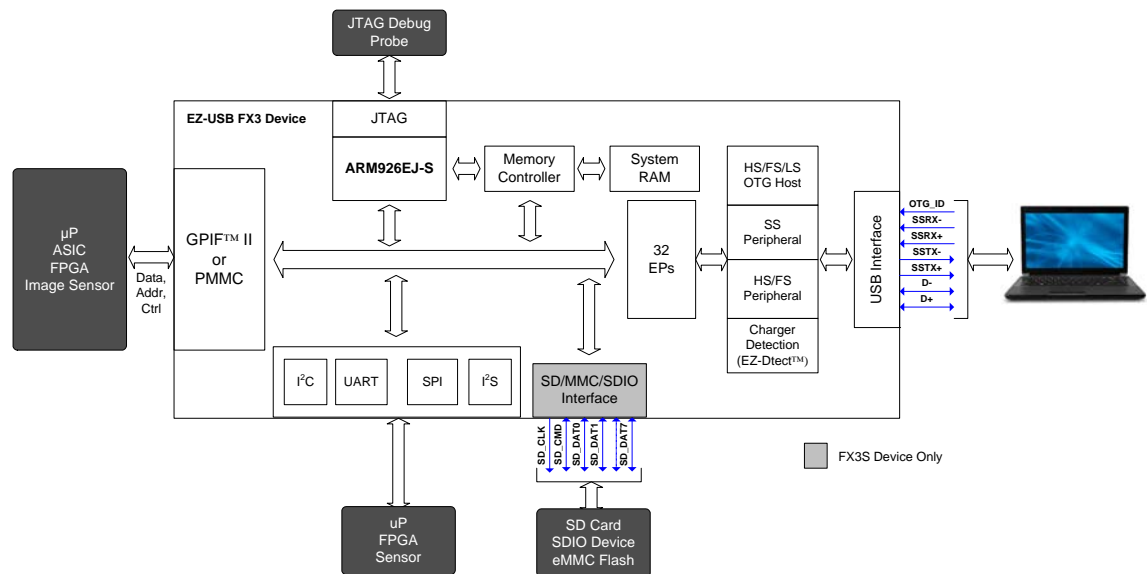 JTAG Debug
Probe
EZ-USB FX3 Device
JTAG
ARM926EJ-S
Memory
Controller
System
RAM
HS/FS/LS
OTG Host
SS
Peripheral
HS/FS
Peripheral
Charger
Detection
(EZ-Dtect™)
32
EPs
USB Interface
OTG_ID
SSRX-
SSRX+
SSTX-
SSTX+
D-
D+
µP
ASIC
FPGA
Image Sensor
Data,
Addr,
Ctrl
GPIF™ II
or
PMMC
I²C
UART
SPI
I²S
SD/MMC/SDIO
Interface
SD_CLK
SD_CMD
SD_DAT0
SD_DAT1
SD_DAT7
FX3S Device Only
uP
FPGA
Sensor
SD Card
SDIO Device
eMMC Flash